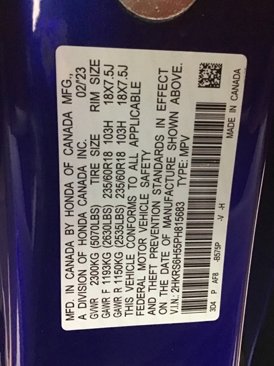 MFD. IN CANADA BY HONDA OF CANADA MFG.,
A DIVISION OF HONDA CANADA INC. 02/'23
GVWR 2300KG (5070LBS) TIRE SIZE RIM SIZE
GAWR F 1193KG (2630LBS) 235/60R18 103H 18X7.5J
GAWR R 1150KG (2535LBS) 235/60R18 103H 18X7.5J
THIS VEHICLE CONFORMS TO ALL APPLICABLE
FEDERAL MOTOR VEHICLE SAFETY
AND THEFT PREVENTION STANDARDS IN EFFECT
ON THE DATE OF MANUFACTURE SHOWN ABOVE.
V.I.N.: 2HKRS6H55PH815683 TYPE: MPV
304 P AF8 -B575P -V -H
MADE IN CANADA